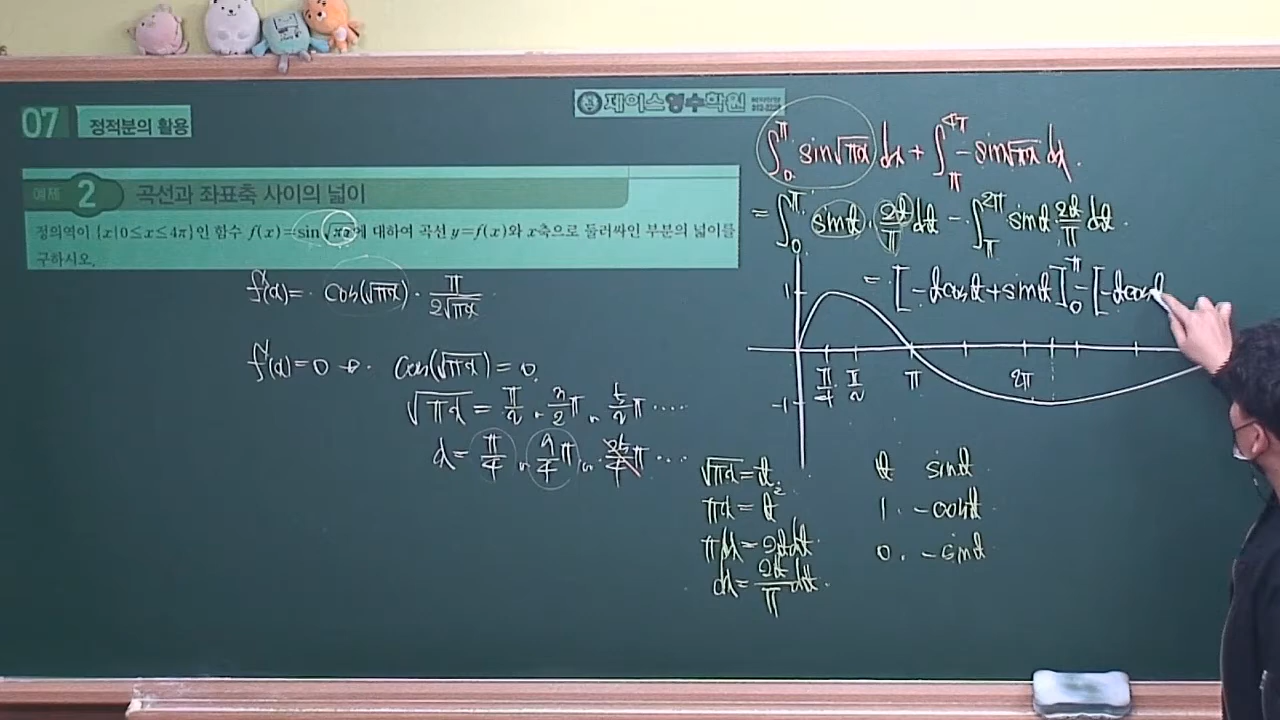 07 정적분의 활용
제이스영수학원
예제 2 곡선과 좌표축 사이의 넓이
정의역이 {x|0≤x≤4π}인 함수 f(x)=sin√πx에 대하여 곡선 y=f(x)와 x축으로 둘러싸인 부분의 넓이를
구하시오.
f'(x)= cos(√πx)·π/2√πx
f'(x)=0 → cos(√πx)=0
√πx = π/2, 3/2π, 5/2π ····
x= π/4, 9/4π, 25/4π ···
∫₀^π sin√πx dx + ∫_π^4π -sin√πx dx.
= ∫₀^π sint·2t/π dt - ∫_π^2π sint 2t/π dt.
= [-tcost+sint]₀^π - [-tcost
1
-1
π/4 π/2 π 2π
√πx=t
πx=t²
πdx=2tdt
dx=2t/π dt.
t sint
1. -cost
0. -sint